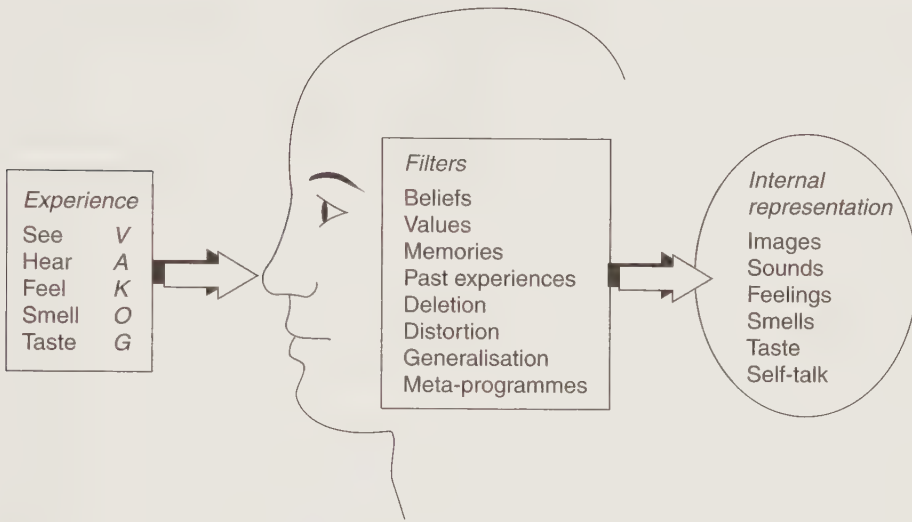 Experience
See V
Hear A
Feel K
Smell O
Taste G
Filters
Beliefs
Values
Memories
Past experiences
Deletion
Distortion
Generalisation
Meta-programmes
Internal
representation
Images
Sounds
Feelings
Smells
Taste
Self-talk